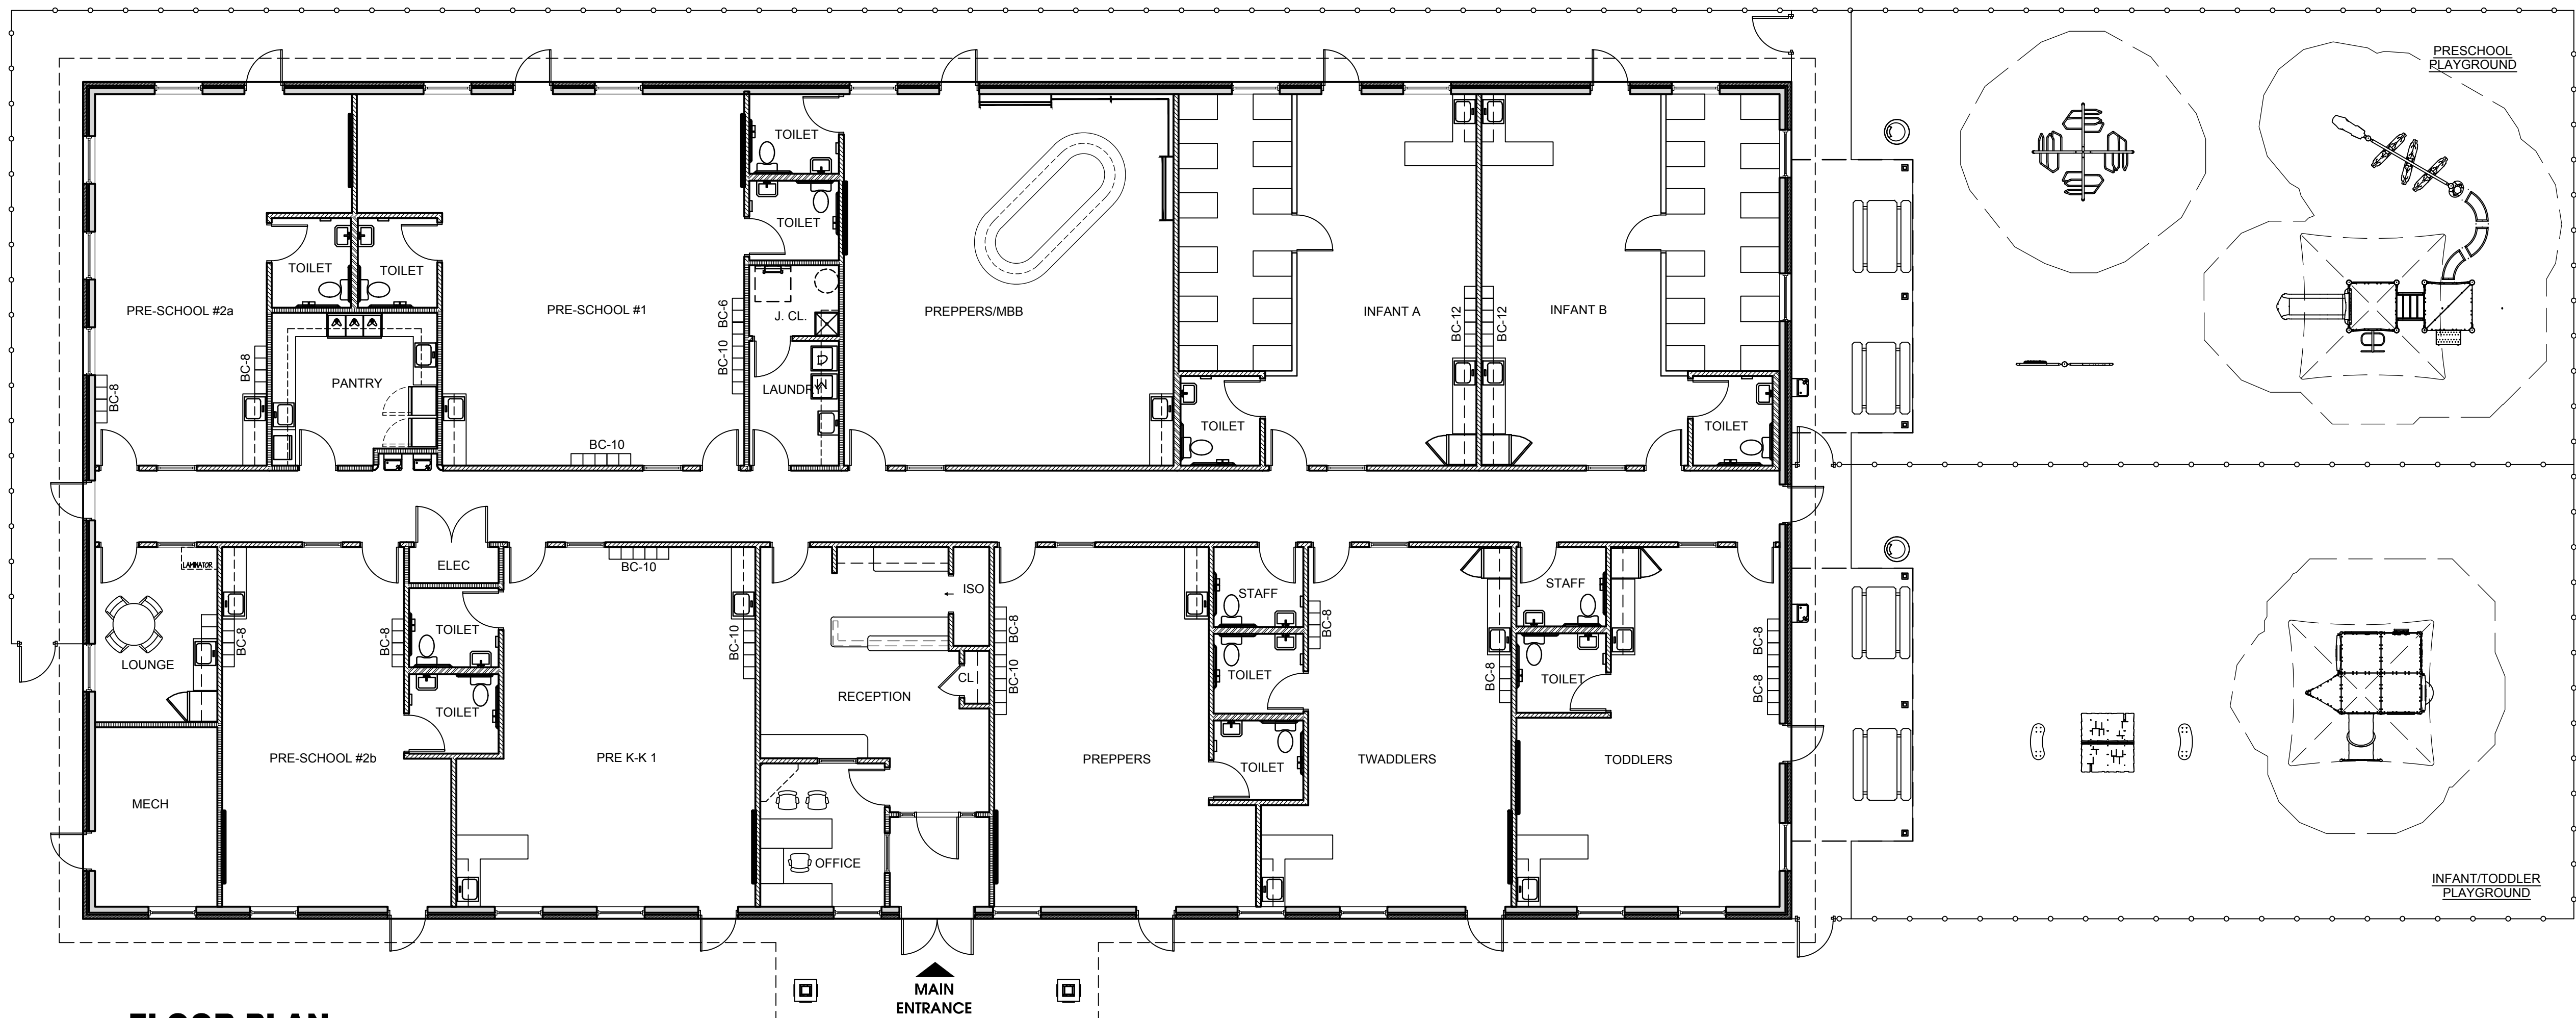 PRESCHOOL
PLAYGROUND
TOILET
TOILET
TOILET
TOILET
PRE-SCHOOL #2a
PRE-SCHOOL #1
BC-6
J. CL.
PREPPERS/MBB
INFANT A
BC-12
BC-12
INFANT B
BC-8
BC-8
PANTRY
BC-10
D
W
LAUNDRY
BC-10
TOILET
TOILET
LAMINATOR
ELEC
BC-10
ISO
STAFF
STAFF
LOUNGE
BC-8
BC-8
TOILET
BC-10
BC-8
BC-8
BC-8
CL
BC-10
TOILET
BC-8
TOILET
BC-8
RECEPTION
TOILET
PRE-SCHOOL #2b
PRE K-K 1
PREPPERS
TOILET
TWADDLERS
TODDLERS
MECH
OFFICE
INFANT/TODDLER
PLAYGROUND
MAIN
ENTRANCE
FLOOR PLAN